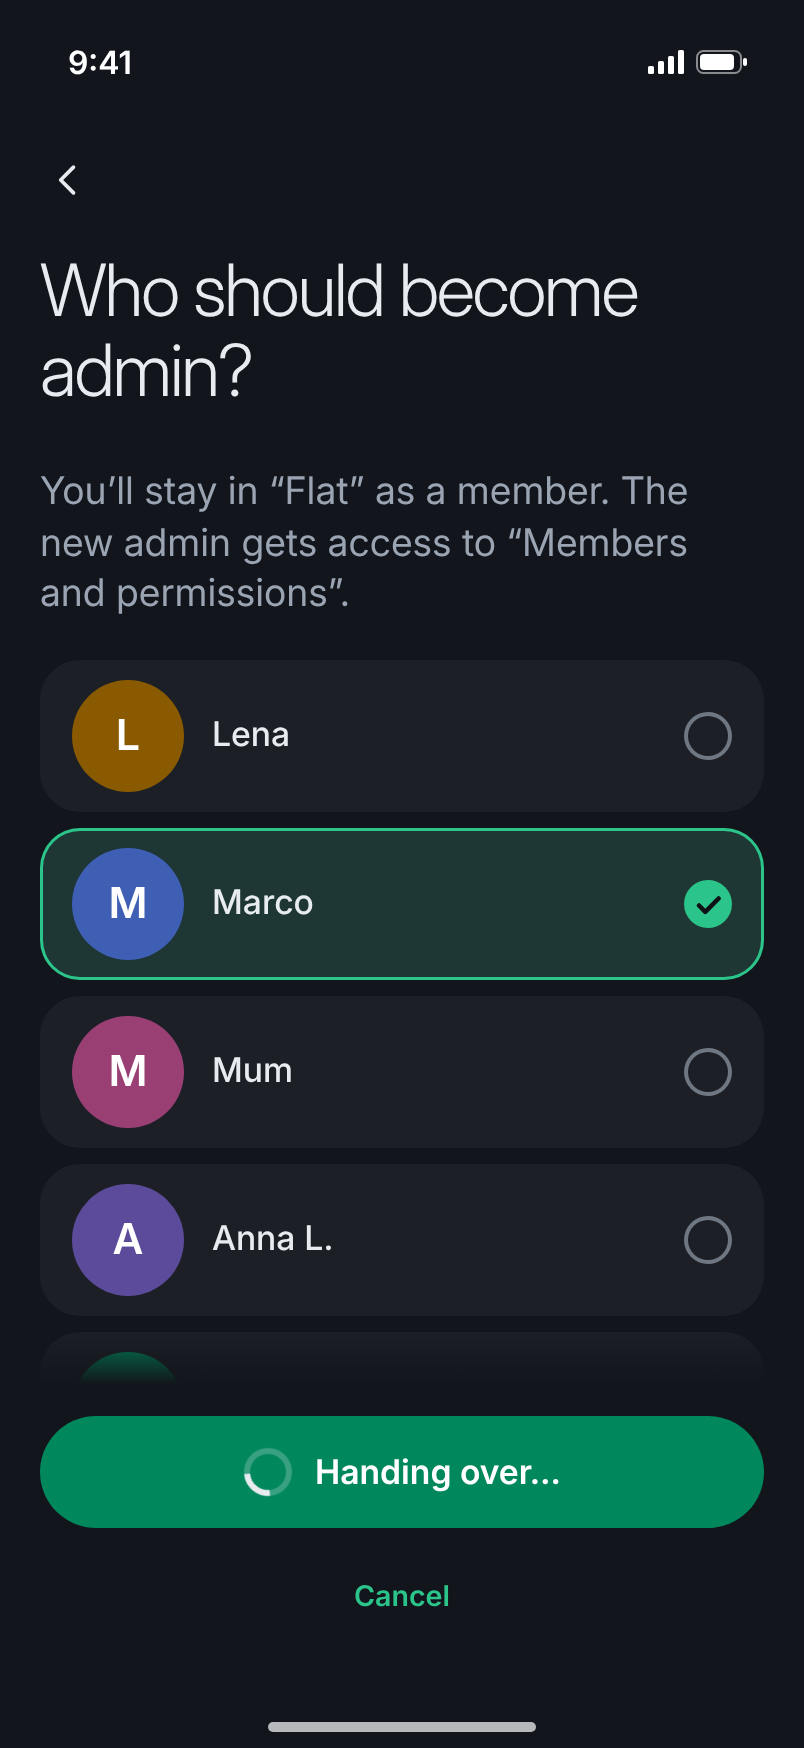 9:41
Who should become
admin?
You’ll stay in “Flat” as a member. The
new admin gets access to “Members
and permissions”.
L Lena
M Marco
M Mum
A Anna L.
Handing over...
Cancel